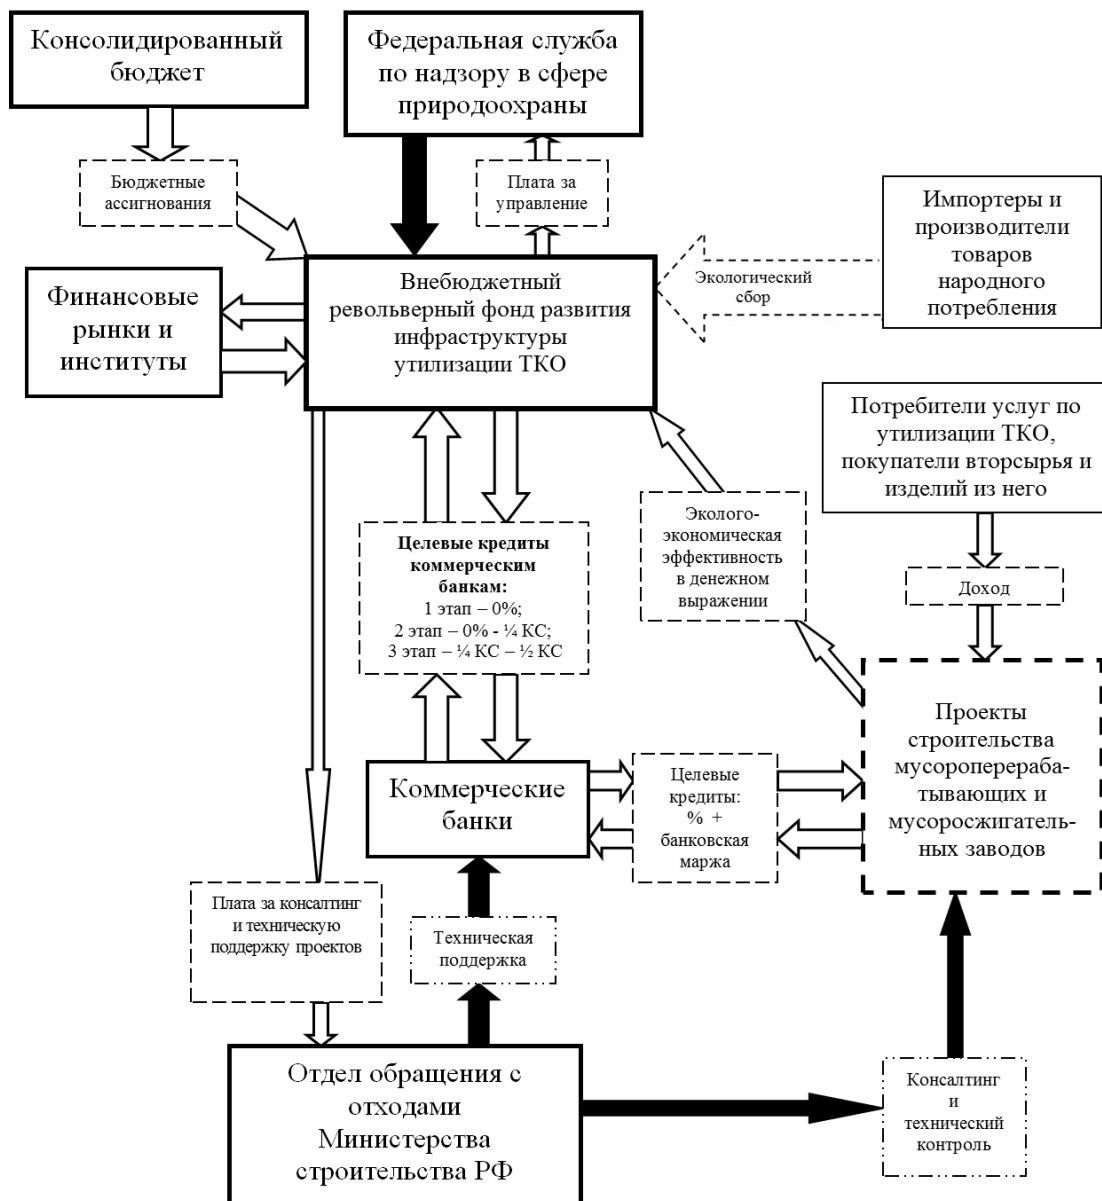 Консолидированный
бюджет
Федеральная служба
по надзору в сфере
природоохраны
Бюджетные
ассигнования
Плата за
управление
Импортеры и
производители
товаров
народного
потребления
Экологический
сбор
Внебюджетный
револьверный фонд развития
инфраструктуры
утилизации ТКО
Финансовые
рынки и
институты
Потребители услуг по
утилизации ТКО,
покупатели вторсырья и
изделий из него
Эколого-
экономическая
эффективность
в денежном
выражении
Целевые кредиты
коммерческим
банкам:
1 этап – 0%;
2 этап – 0% - ¼ КС;
3 этап – ¼ КС – ½ КС
Доход
Проекты
строительства
мусороперераба-
тывающих и
мусоросжигатель-
ных заводов
Коммерческие
банки
Целевые
кредиты:
% +
банковская
маржа
Плата за консалтинг
и техническую
поддержку проектов
Техническая
поддержка
Отдел обращения с
отходами
Министерства
строительства РФ
Консалтинг
и
технический
контроль